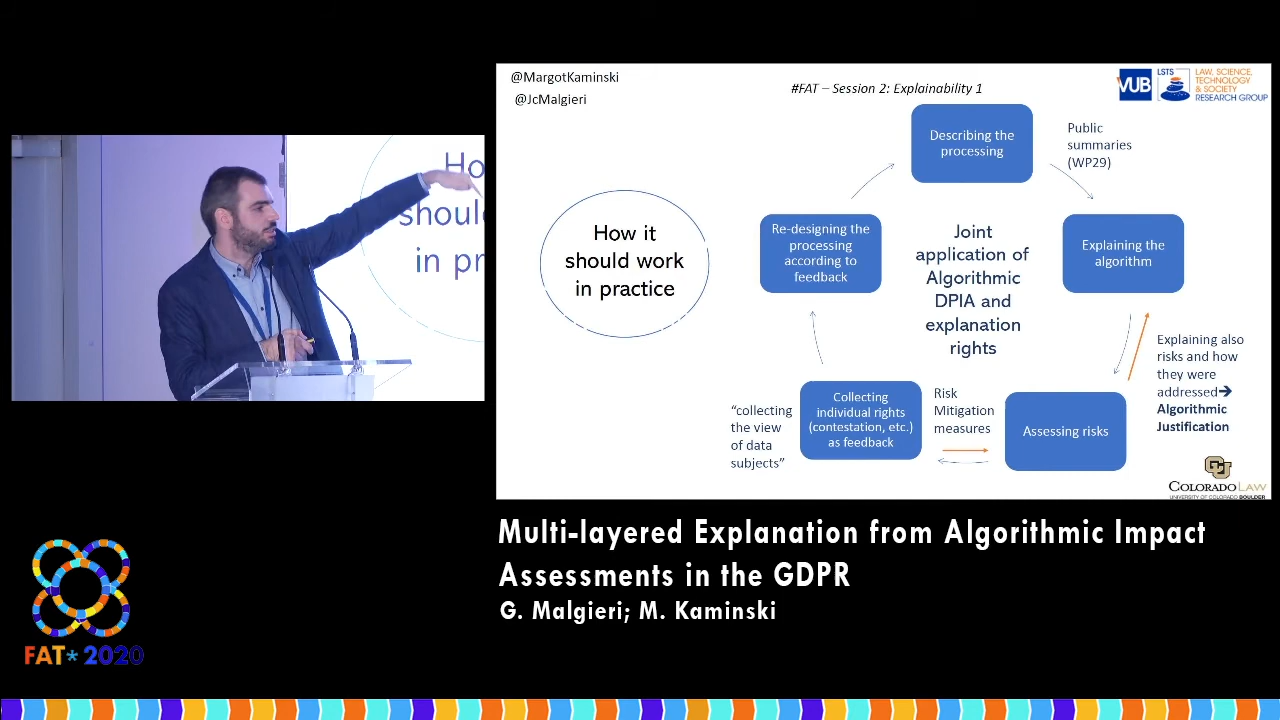 @MargotKaminski
@JcMalgieri
#FAT – Session 2: Explainability 1
VUB
LSTS
LAW, SCIENCE,
TECHNOLOGY
& SOCIETY
RESEARCH GROUP
How it
should work
in practice
Describing the
processing
Public
summaries
(WP29)
Explaining the
algorithm
Explaining also
risks and how
they were
addressed➔
Algorithmic
Justification
Assessing risks
Risk
Mitigation
measures
Collecting
individual rights
(contestation, etc.)
as feedback
“collecting
the view
of data
subjects”
Re-designing the
processing
according to
feedback
Joint
application of
Algorithmic
DPIA and
explanation
rights
COLORADO LAW
UNIVERSITY OF COLORADO BOULDER
Ho
should
in pr
Multi-layered Explanation from Algorithmic Impact
Assessments in the GDPR
G. Malgieri; M. Kaminski
FAT* 2020